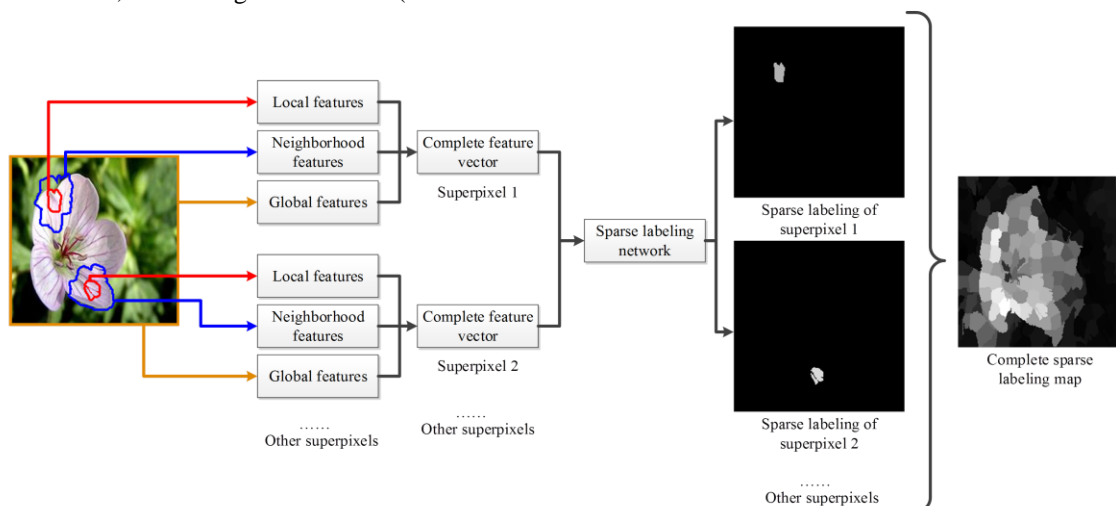 Local features
Neighborhood
features
Global features
Complete feature
vector
Superpixel 1
Local features
Neighborhood
features
Global features
Complete feature
vector
Superpixel 2
......
Other superpixels
......
Other superpixels
Sparse labeling
network
Sparse labeling of
superpixel 1
Sparse labeling of
superpixel 2
......
Other superpixels
Complete sparse
labeling map